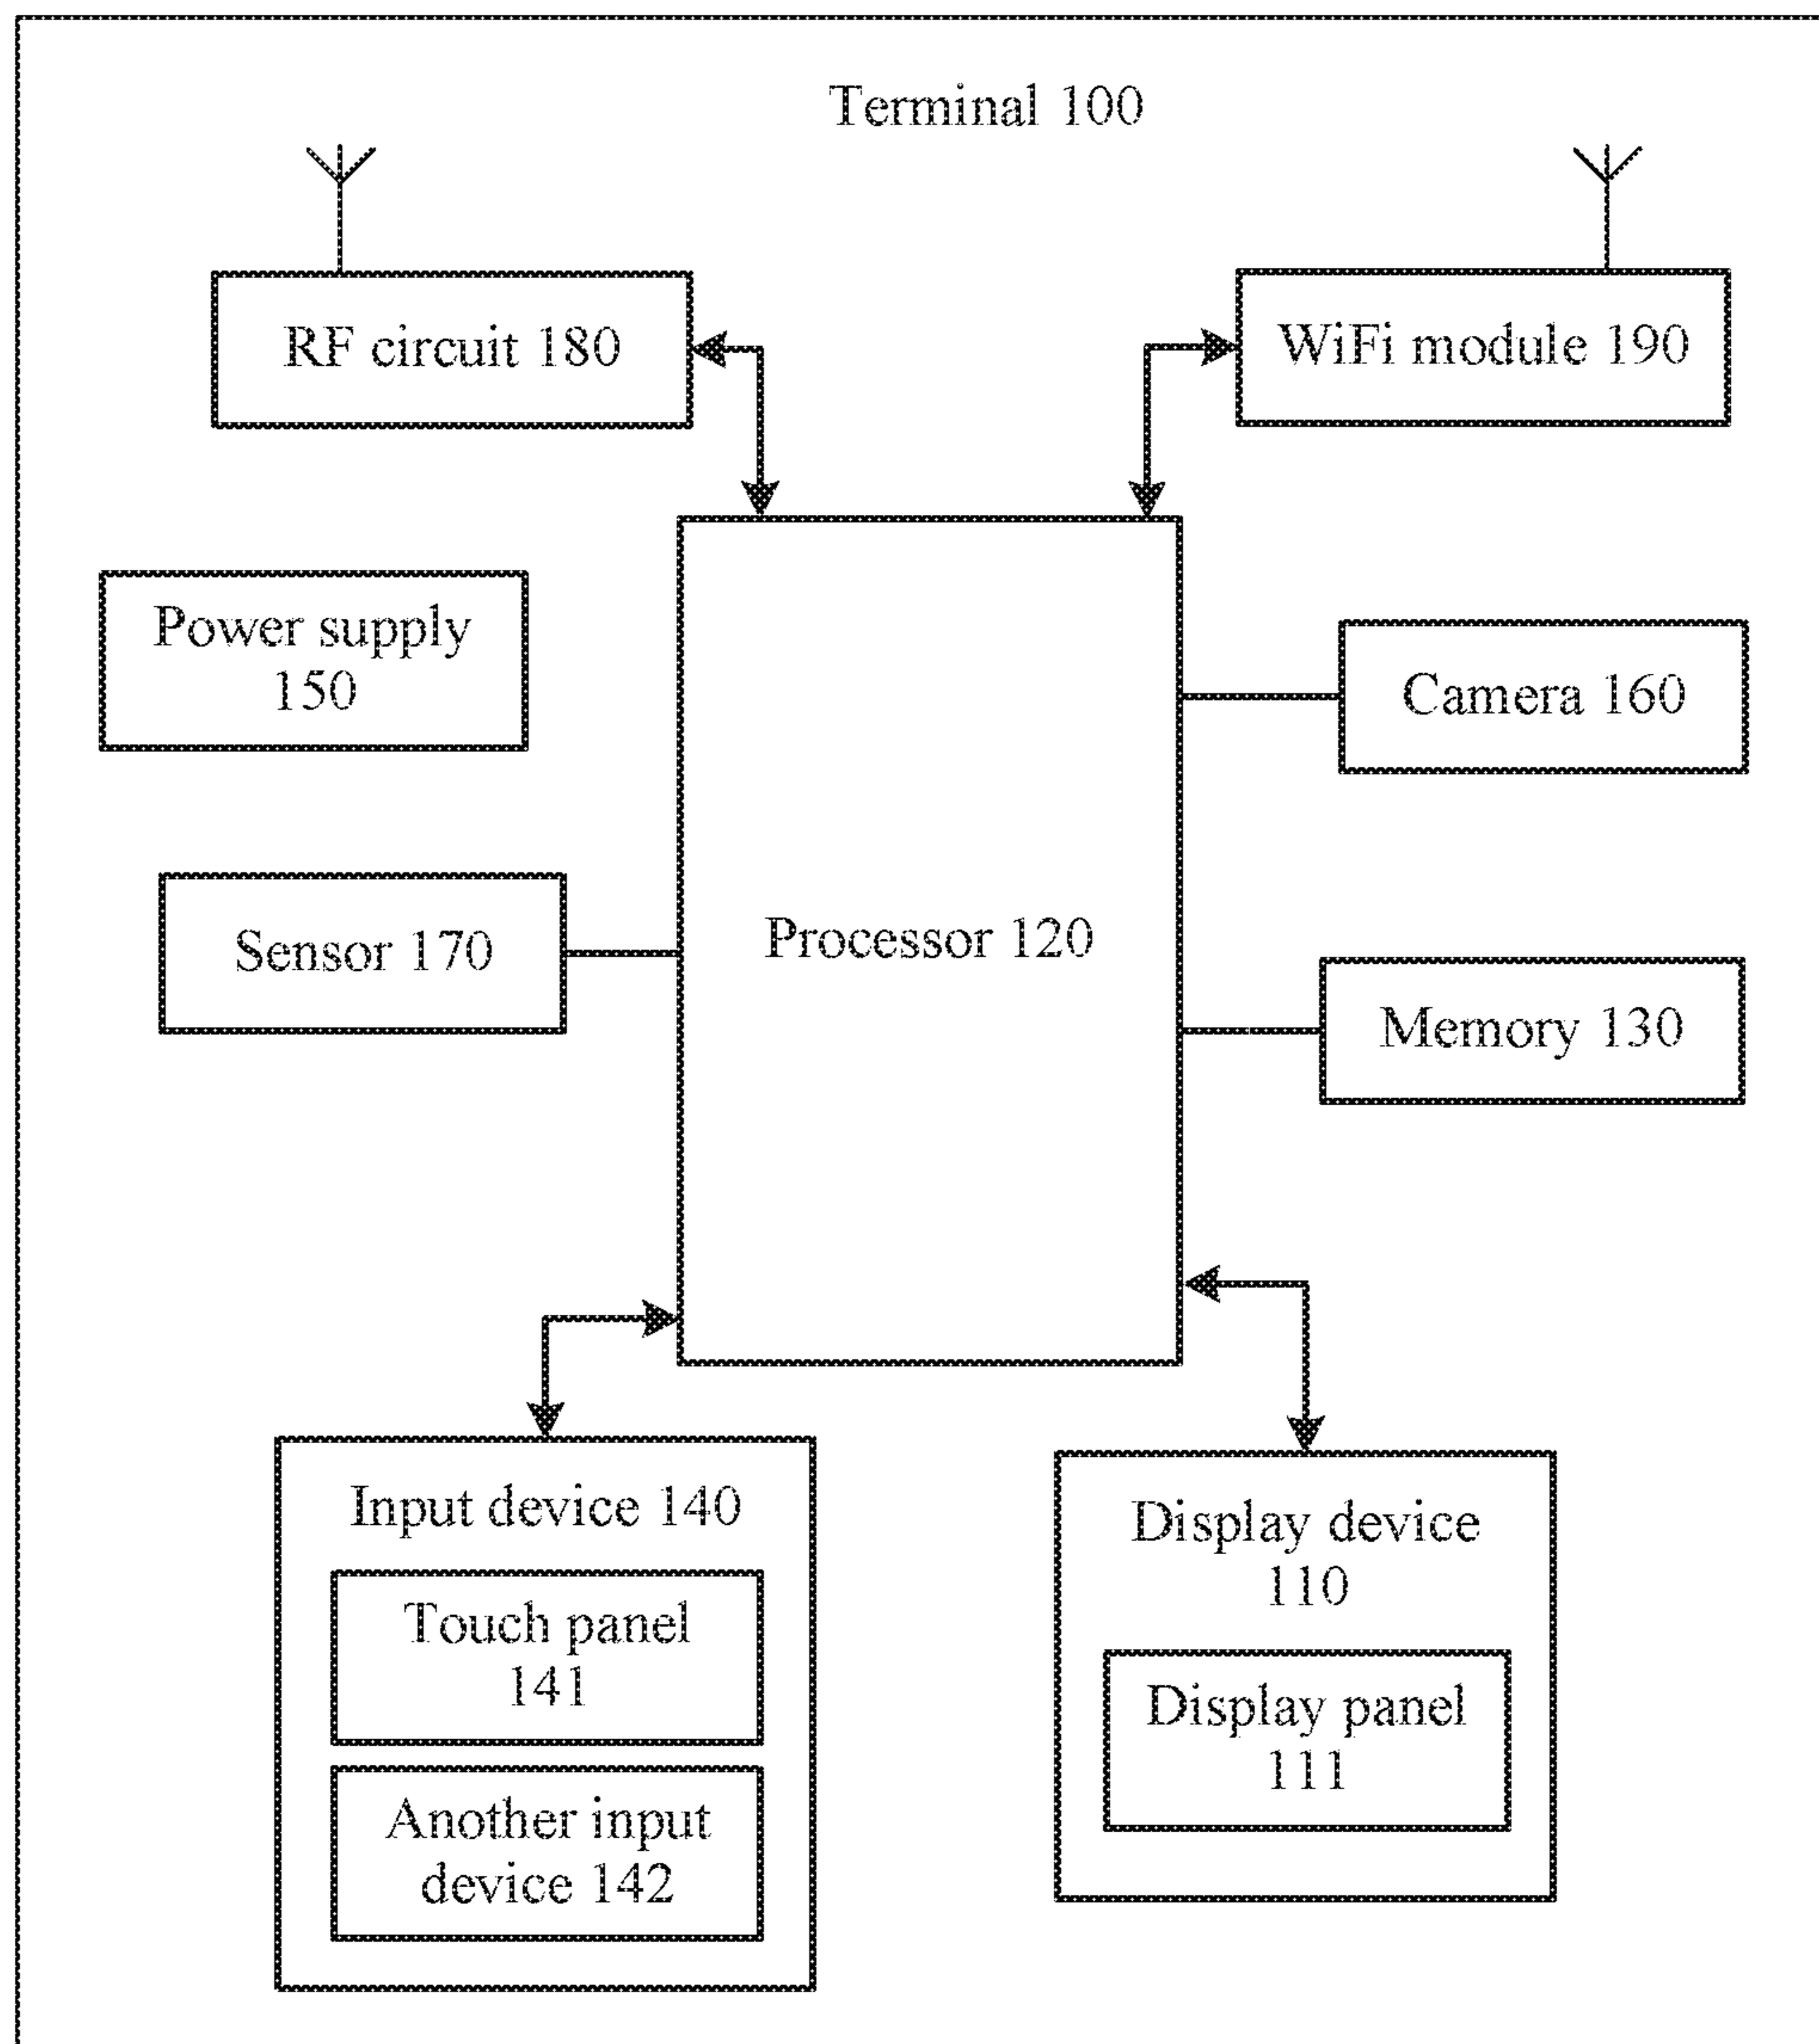 Terminal 100
RF circuit 180
WiFi module 190
Power supply
150
Camera 160
Sensor 170
Processor 120
Memory 130
Input device 140
Touch panel
141
Another input
device 142
Display device
110
Display panel
111